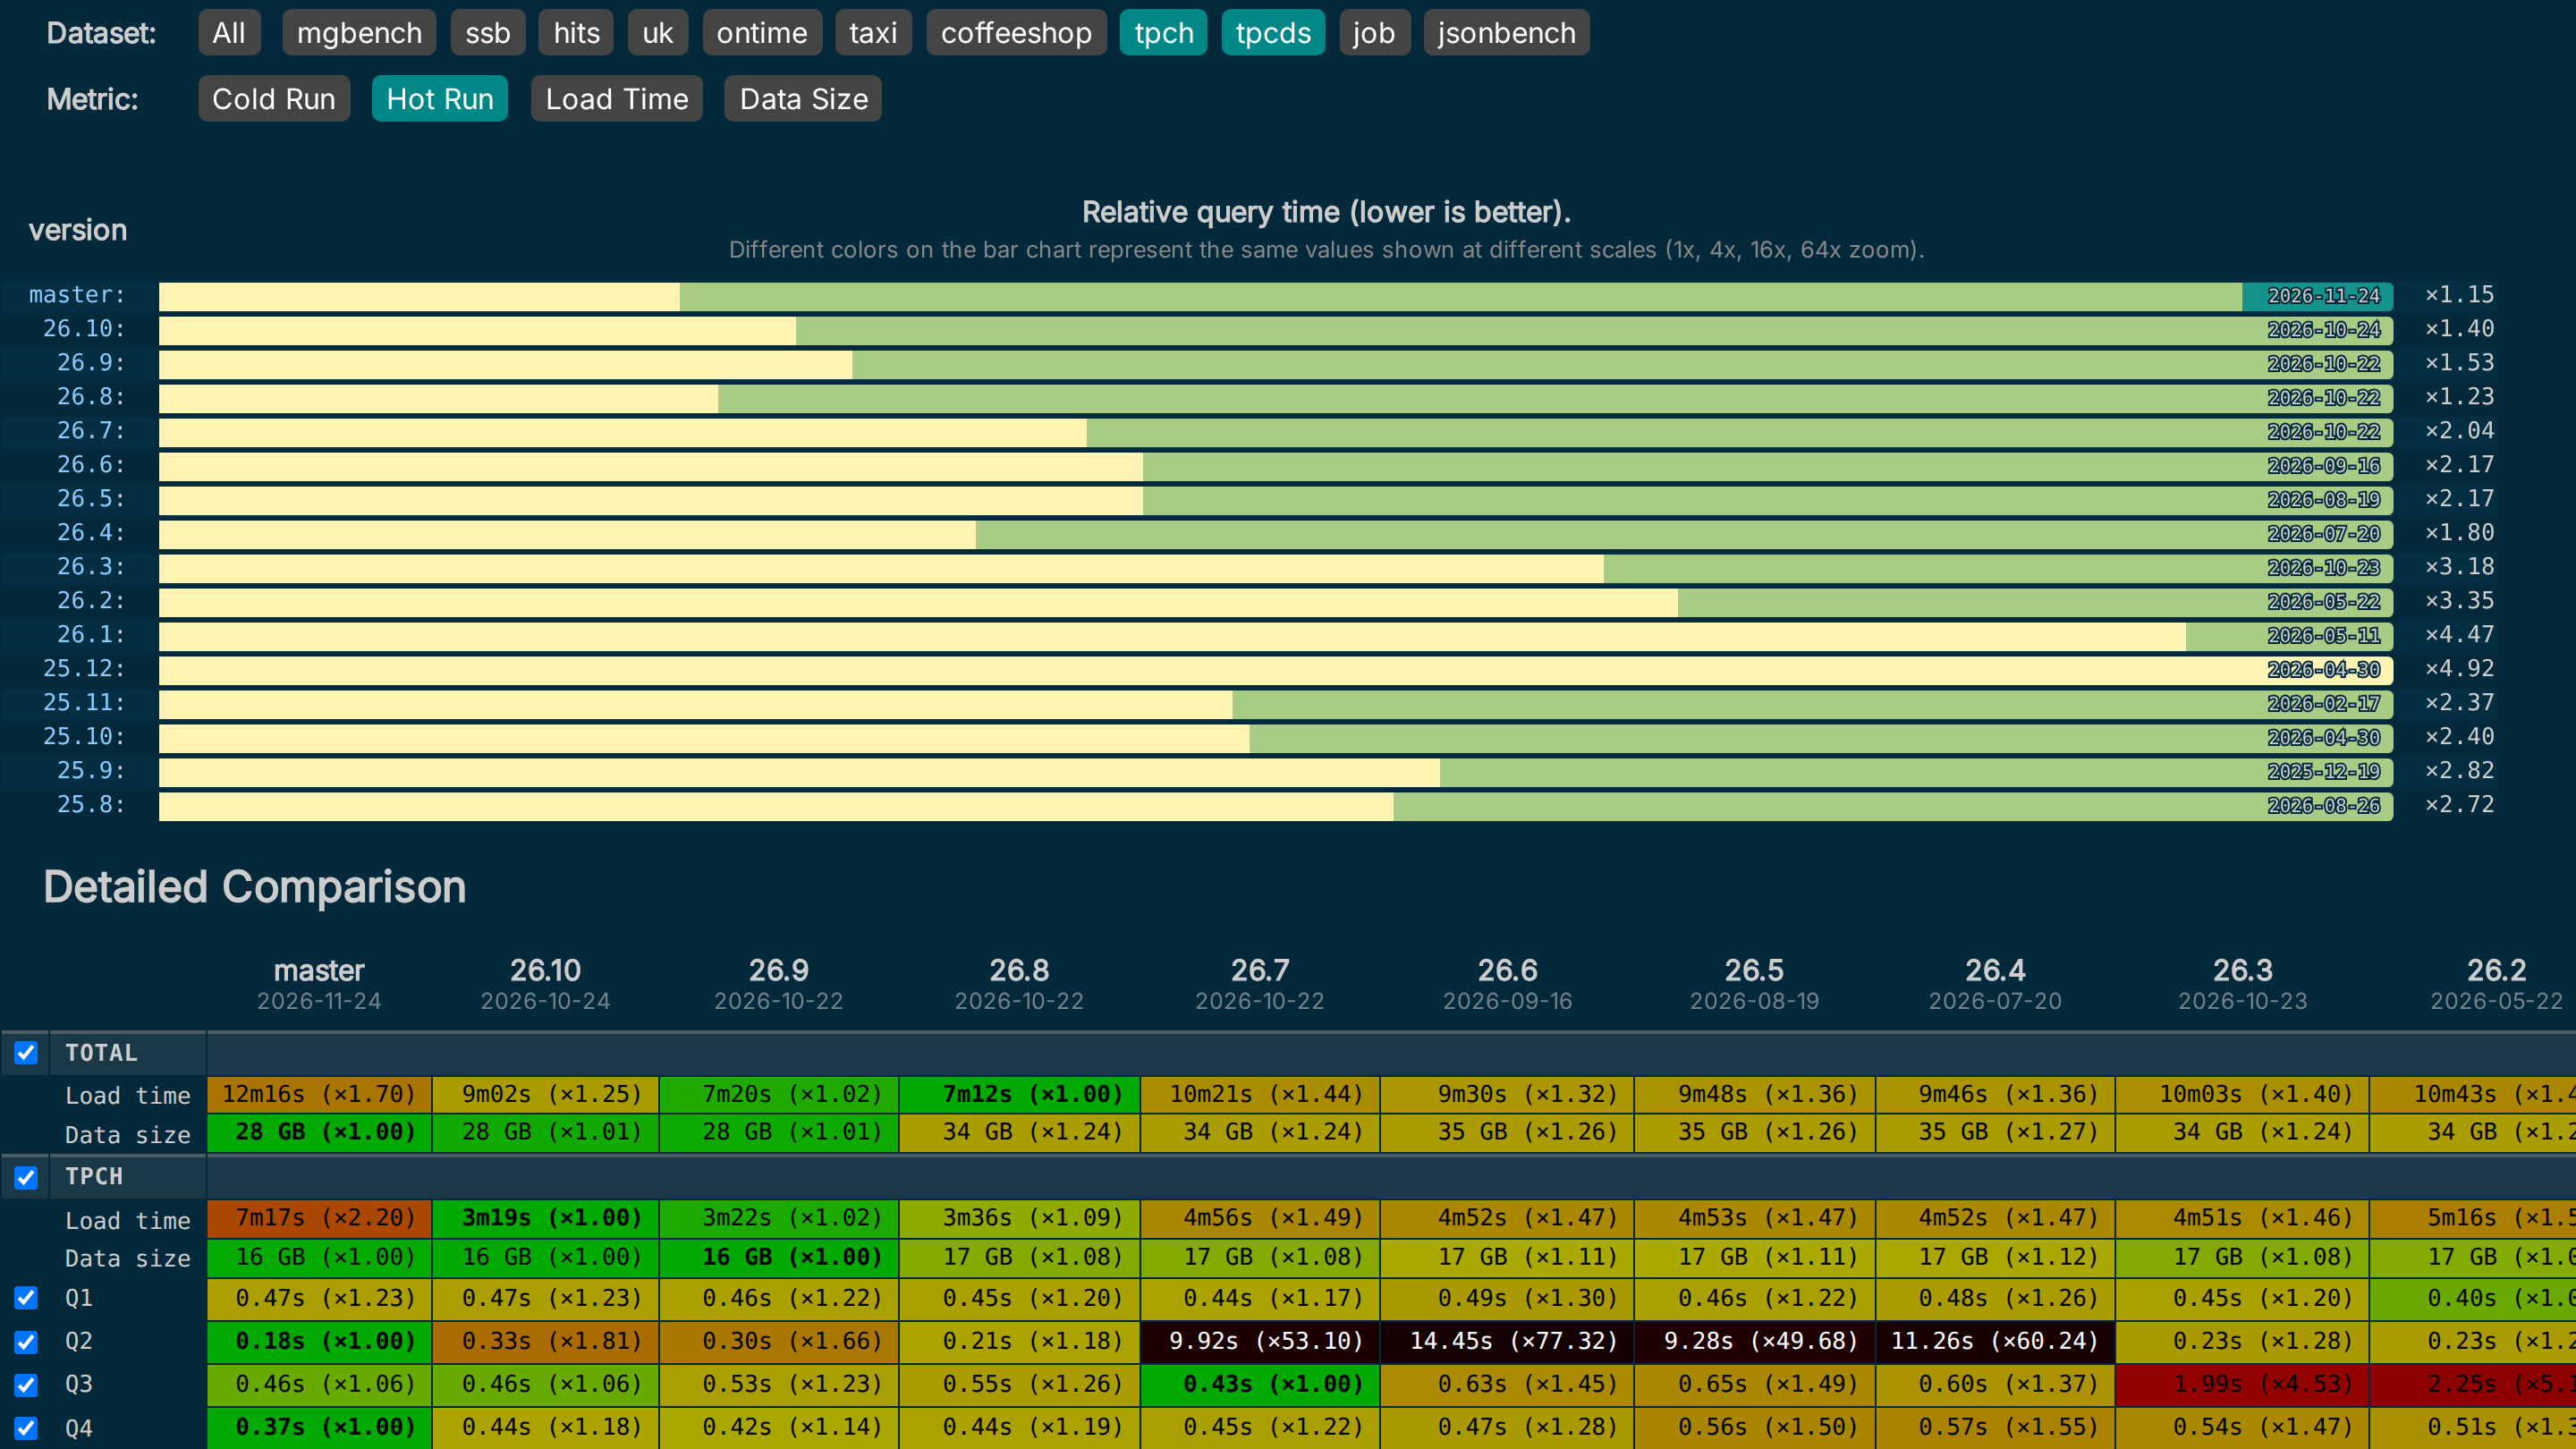 Dataset: All mgbench ssb hits uk ontime taxi coffeeshop tpch tpcds job jsonbench
Metric: Cold Run Hot Run Load Time Data Size
version
Relative query time (lower is better).
Different colors on the bar chart represent the same values shown at different scales (1x, 4x, 16x, 64x zoom).
master: 2026-11-24 ×1.15
26.10: 2026-10-24 ×1.40
26.9: 2026-10-22 ×1.53
26.8: 2026-10-22 ×1.23
26.7: 2026-10-22 ×2.04
26.6: 2026-09-16 ×2.17
26.5: 2026-08-19 ×2.17
26.4: 2026-07-20 ×1.80
26.3: 2026-10-23 ×3.18
26.2: 2026-05-22 ×3.35
26.1: 2026-05-11 ×4.47
25.12: 2026-04-30 ×4.92
25.11: 2026-02-17 ×2.37
25.10: 2026-04-30 ×2.40
25.9: 2025-12-19 ×2.82
25.8: 2026-08-26 ×2.72
Detailed Comparison
master 26.10 26.9 26.8 26.7 26.6 26.5 26.4 26.3 26.2
2026-11-24 2026-10-24 2026-10-22 2026-10-22 2026-10-22 2026-09-16 2026-08-19 2026-07-20 2026-10-23 2026-05-22
TOTAL
Load time 12m16s (×1.70) 9m02s (×1.25) 7m20s (×1.02) 7m12s (×1.00) 10m21s (×1.44) 9m30s (×1.32) 9m48s (×1.36) 9m46s (×1.36) 10m03s (×1.40) 10m43s (×1.4
Data size 28 GB (×1.00) 28 GB (×1.01) 28 GB (×1.01) 34 GB (×1.24) 34 GB (×1.24) 35 GB (×1.26) 35 GB (×1.26) 35 GB (×1.27) 34 GB (×1.24) 34 GB (×1.2
TPCH
Load time 7m17s (×2.20) 3m19s (×1.00) 3m22s (×1.02) 3m36s (×1.09) 4m56s (×1.49) 4m52s (×1.47) 4m53s (×1.47) 4m52s (×1.47) 4m51s (×1.46) 5m16s (×1.5
Data size 16 GB (×1.00) 16 GB (×1.00) 16 GB (×1.00) 17 GB (×1.08) 17 GB (×1.08) 17 GB (×1.11) 17 GB (×1.11) 17 GB (×1.12) 17 GB (×1.08) 17 GB (×1.0
Q1 0.47s (×1.23) 0.47s (×1.23) 0.46s (×1.22) 0.45s (×1.20) 0.44s (×1.17) 0.49s (×1.30) 0.46s (×1.22) 0.48s (×1.26) 0.45s (×1.20) 0.40s (×1.0
Q2 0.18s (×1.00) 0.33s (×1.81) 0.30s (×1.66) 0.21s (×1.18) 9.92s (×53.10) 14.45s (×77.32) 9.28s (×49.68) 11.26s (×60.24) 0.23s (×1.28) 0.23s (×1.2
Q3 0.46s (×1.06) 0.46s (×1.06) 0.53s (×1.23) 0.55s (×1.26) 0.43s (×1.00) 0.63s (×1.45) 0.65s (×1.49) 0.60s (×1.37) 1.99s (×4.53) 2.25s (×5.1
Q4 0.37s (×1.00) 0.44s (×1.18) 0.42s (×1.14) 0.44s (×1.19) 0.45s (×1.22) 0.47s (×1.28) 0.56s (×1.50) 0.57s (×1.55) 0.54s (×1.47) 0.51s (×1.3